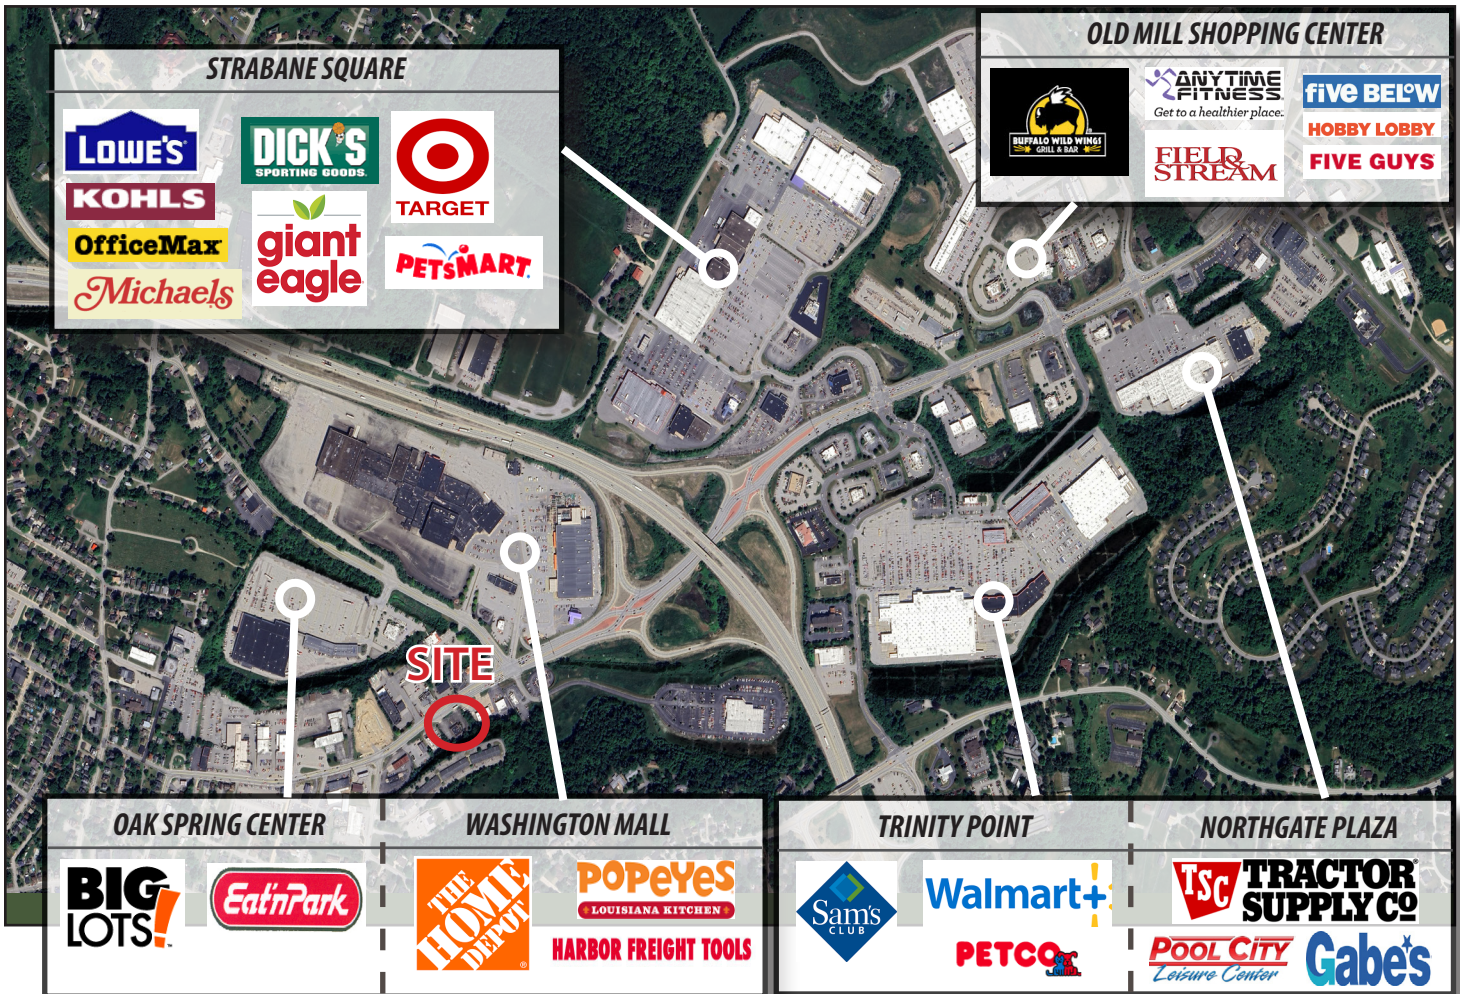 STRABANE SQUARE
LOWE'S
KOHLS
OfficeMax
Michaels
DICK'S
SPORTING GOODS.
giant
eagle
TARGET
PETSMART.
OLD MILL SHOPPING CENTER
BUFFALO WILD WINGS
GRILL & BAR
ANYTIME
FITNESS.
Get to a healthier place.
FIELD &
STREAM
five BELOW
HOBBY LOBBY
FIVE GUYS
SITE
OAK SPRING CENTER
BIG
LOTS!
Eat'nPark
WASHINGTON MALL
THE
HOME
DEPOT
POPEYES
LOUISIANA KITCHEN
HARBOR FREIGHT TOOLS
TRINITY POINT
Sam's
CLUB
Walmart+
PETCO
NORTHGATE PLAZA
TSC
TRACTOR
SUPPLY CO
POOL CITY
Leisure Center
Gabe's